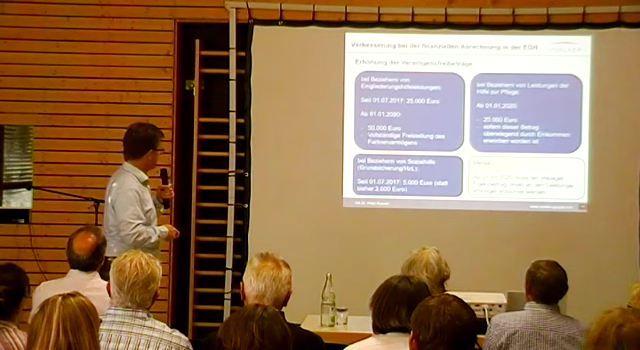 Verbesserung bei der finanziellen Anrechnung in der EGH
Erhöhung der Vermögensfreibeträge
bei Beziehern von
Eingliederungshilfeleistungen:
Seit 01.07.2017: 25.000 Euro
Ab 01.01.2020:
50.000 Euro
Vollständige Freistellung des
Partnervermögens
bei Beziehern von Leistungen der
Hilfe zur Pflege:
Ab 01.01.2020:
25.000 Euro
sofern dieser Betrag
überwiegend durch Einkommen
erworben worden ist
bei Beziehern von Sozialhilfe
(Grundsicherung/HzL):
Seit 01.07.2017: 5.000 Euro (statt
bisher 2.600 Euro)